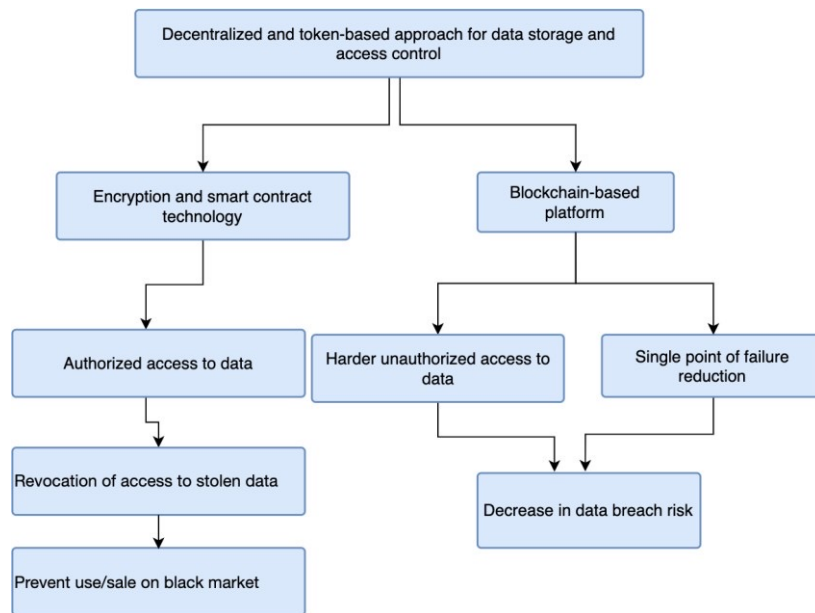 Decentralized and token-based approach for data storage and
access control
Encryption and smart contract
technology
Blockchain-based
platform
Authorized access to data
Harder unauthorized access to
data
Single point of failure
reduction
Revocation of access to stolen data
Decrease in data breach risk
Prevent use/sale on black market